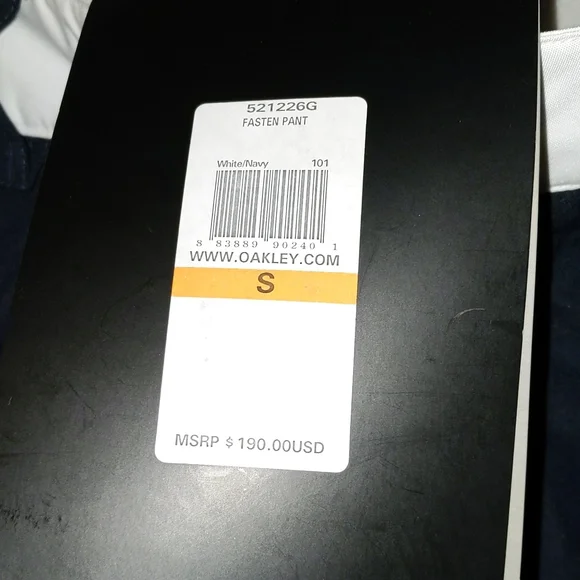 521226G
FASTEN PANT
White/Navy 101
8 83889 90240 1
WWW.OAKLEY.COM
S
MSRP $ 190.00USD